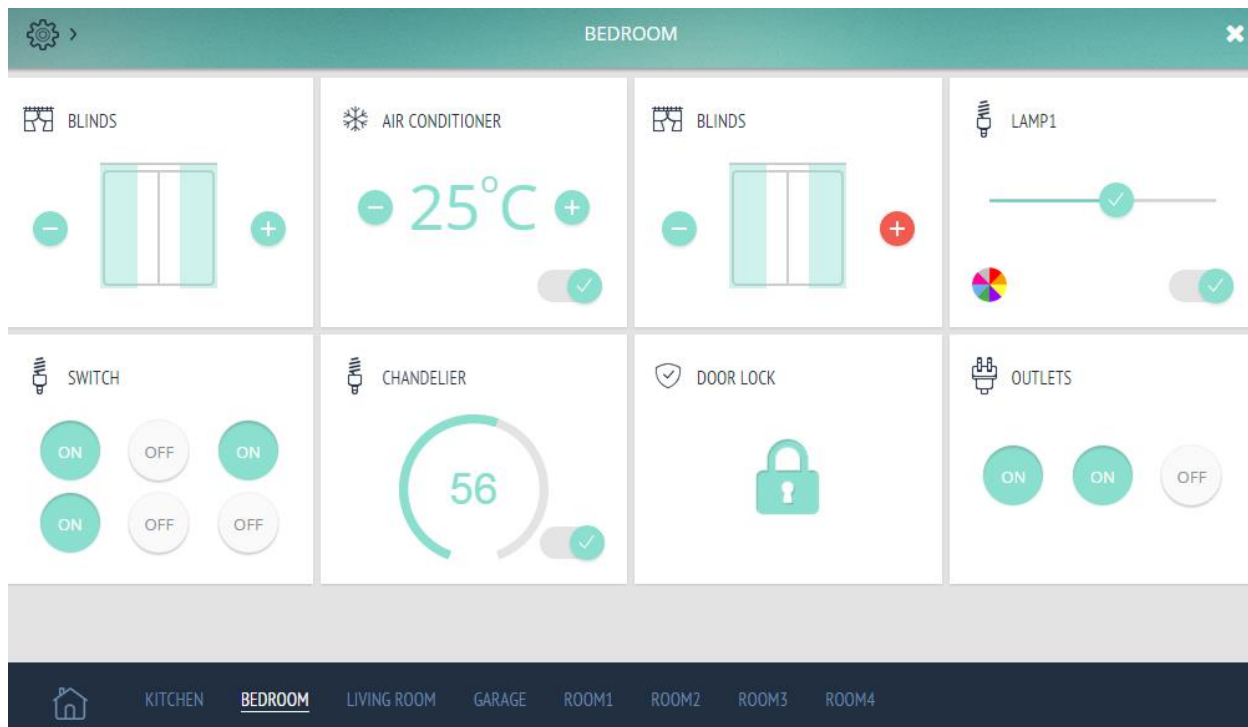 BEDROOM
BLINDS
AIR CONDITIONER
BLINDS
LAMP1
25°C
SWITCH
CHANDELIER
DOOR LOCK
OUTLETS
ON OFF ON
ON OFF OFF
56
ON ON OFF
KITCHEN BEDROOM LIVING ROOM GARAGE ROOM1 ROOM2 ROOM3 ROOM4